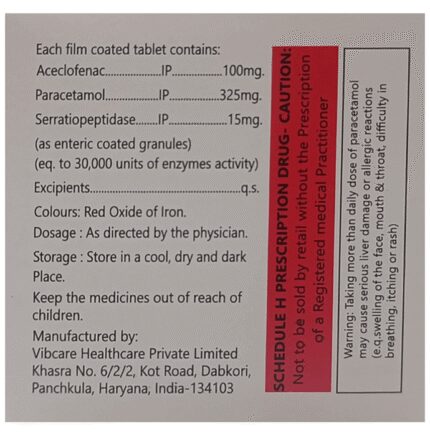 Each film coated tablet contains:
Aceclofenac....................IP..................100mg.
Paracetamol....................IP.................325mg.
Serratiopeptidase.......IP....................15mg.
(as enteric coated granules)
(eq. to 30,000 units of enzymes activity)
Excipients.....................................................q.s.
Colours: Red Oxide of Iron.
Dosage : As directed by the physician.
Storage : Store in a cool, dry and dark
Place.
Keep the medicines out of reach of
children.
Manufactured by:
Vibcare Healthcare Private Limited
Khasra No. 6/2/2, Kot Road, Dabkori,
Panchkula, Haryana, India-134103
SCHEDULE H PRESCRIPTION DRUG- CAUTION:
Not to be sold by retail without the Prescription
of a Registered medical Practitioner
Warning: Taking more than daily dose of paracetamol
may cause serious liver damage or allergic reactions
(e.q.swelling of the face, mouth & throat, difficulty in
breathing, itching or rash)